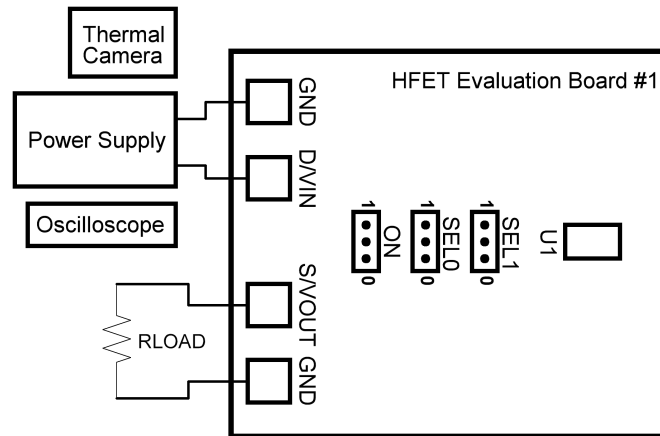 Thermal
Camera
HFET Evaluation Board #1
GND
Power Supply
D/VIN
Oscilloscope
1
1
1
ON
SEL0
SEL1
U1
0
0
0
S/VOUT
RLOAD
GND